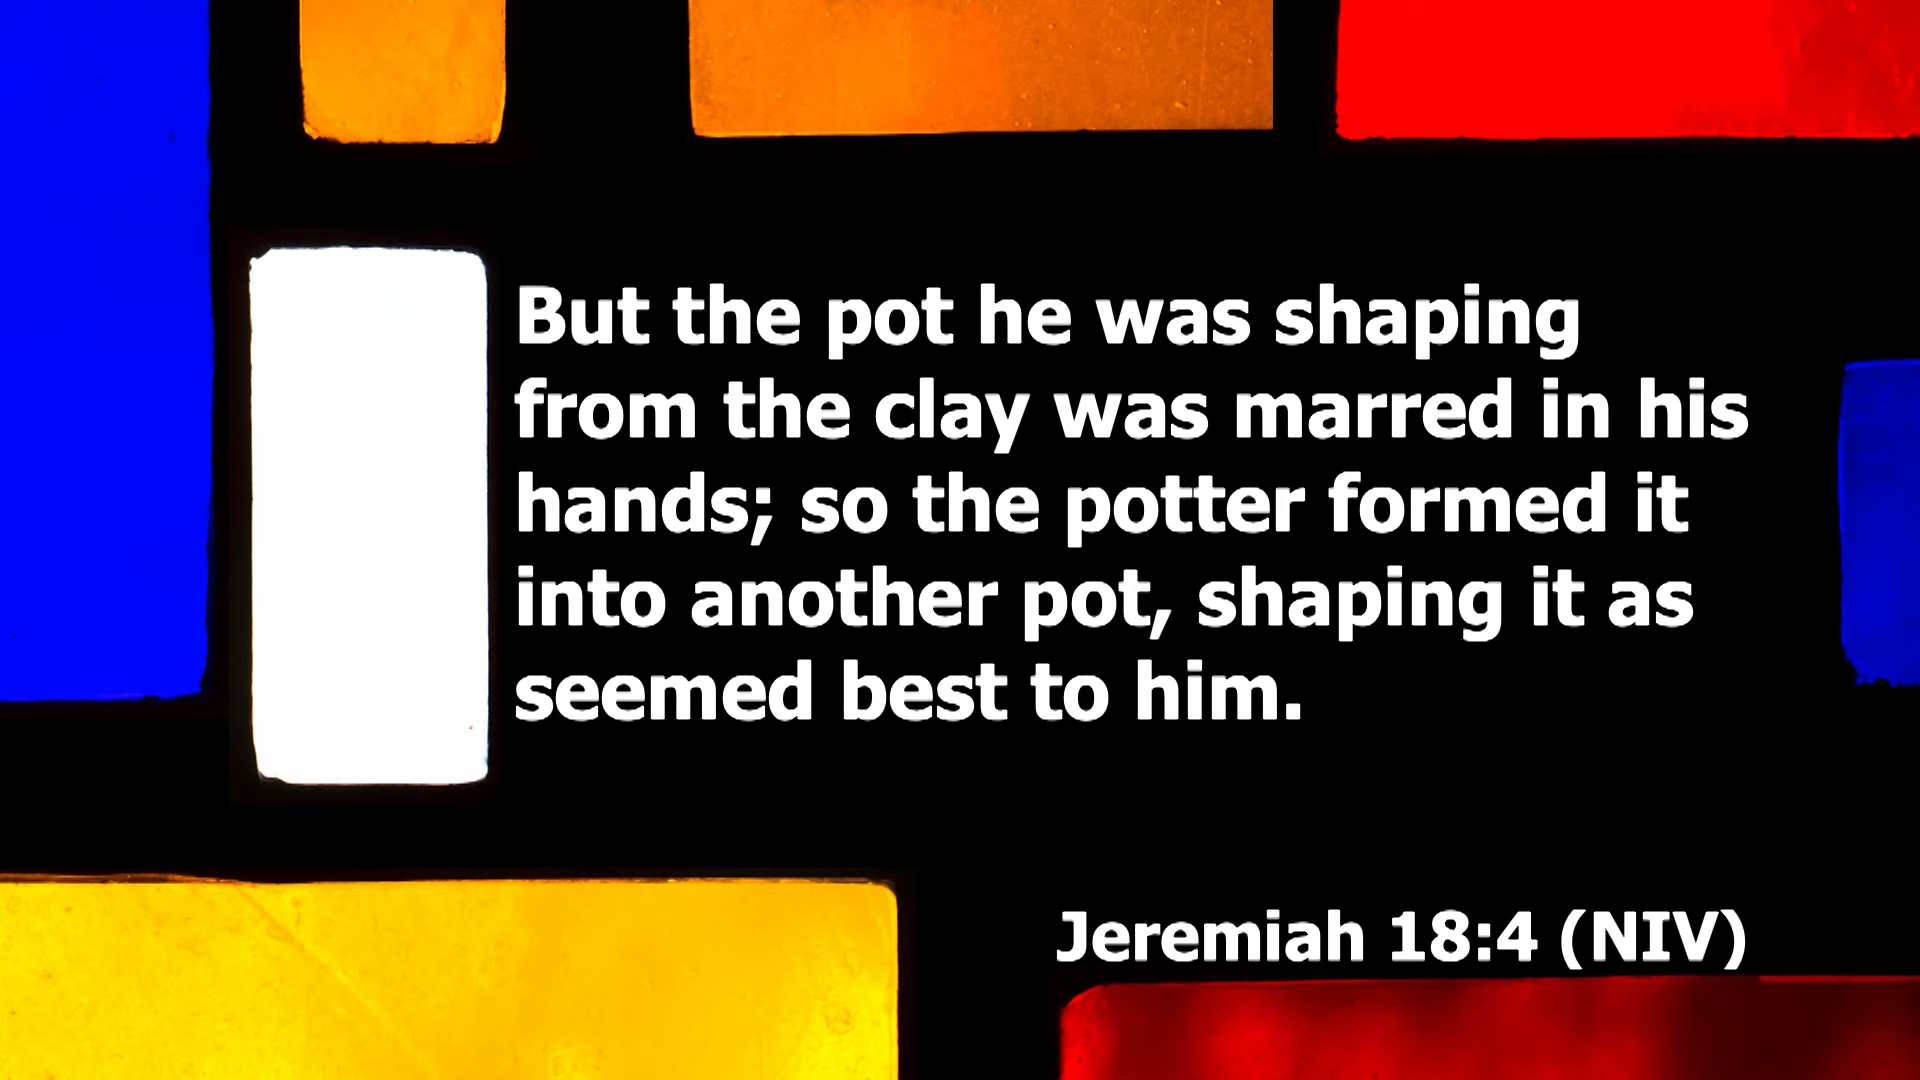 But the pot he was shaping
from the clay was marred in his
hands; so the potter formed it
into another pot, shaping it as
seemed best to him.
Jeremiah 18:4 (NIV)